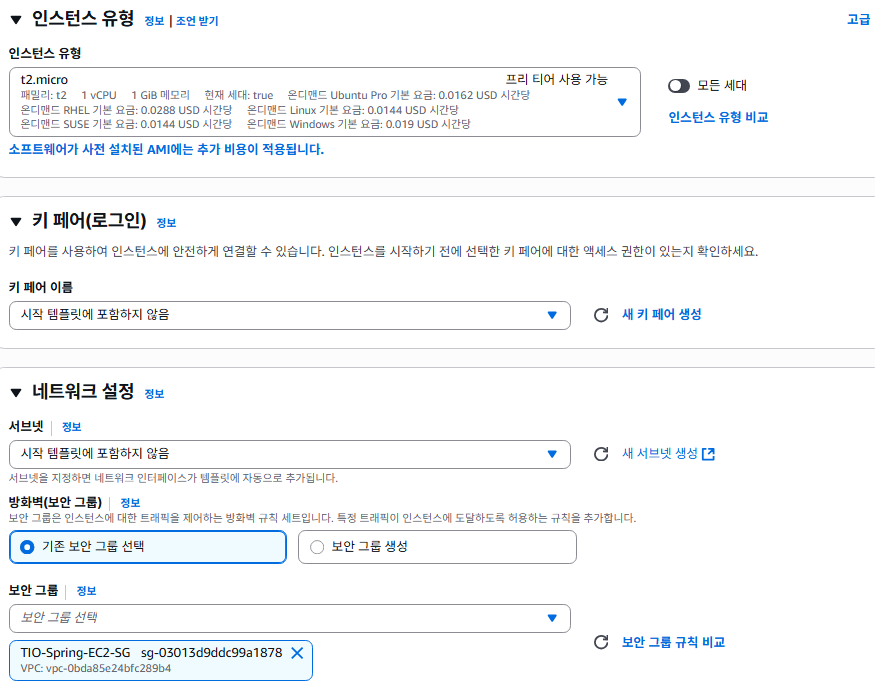 인스턴스 유형 정보 | 조언 받기 고급
인스턴스 유형
t2.micro 프리 티어 사용 가능
패밀리: t2 1 vCPU 1 GiB 메모리 현재 세대: true 온디맨드 Ubuntu Pro 기본 요금: 0.0162 USD 시간당
온디맨드 RHEL 기본 요금: 0.0288 USD 시간당 온디맨드 Linux 기본 요금: 0.0144 USD 시간당
온디맨드 SUSE 기본 요금: 0.0144 USD 시간당 온디맨드 Windows 기본 요금: 0.019 USD 시간당
모든 세대
인스턴스 유형 비교
소프트웨어가 사전 설치된 AMI에는 추가 비용이 적용됩니다.
키 페어(로그인) 정보
키 페어를 사용하여 인스턴스에 안전하게 연결할 수 있습니다. 인스턴스를 시작하기 전에 선택한 키 페어에 대한 액세스 권한이 있는지 확인하세요.
키 페어 이름
시작 템플릿에 포함하지 않음 새 키 페어 생성
네트워크 설정 정보
서브넷 | 정보
시작 템플릿에 포함하지 않음 새 서브넷 생성
서브넷을 지정하면 네트워크 인터페이스가 템플릿에 자동으로 추가됩니다.
방화벽(보안 그룹) | 정보
보안 그룹은 인스턴스에 대한 트래픽을 제어하는 방화벽 규칙 세트입니다. 특정 트래픽이 인스턴스에 도달하도록 허용하는 규칙을 추가합니다.
기존 보안 그룹 선택 보안 그룹 생성
보안 그룹 | 정보
보안 그룹 선택
보안 그룹 규칙 비교
TIO-Spring-EC2-SG sg-03013d9ddc99a1878
VPC: vpc-0bda85e24bfc289b4